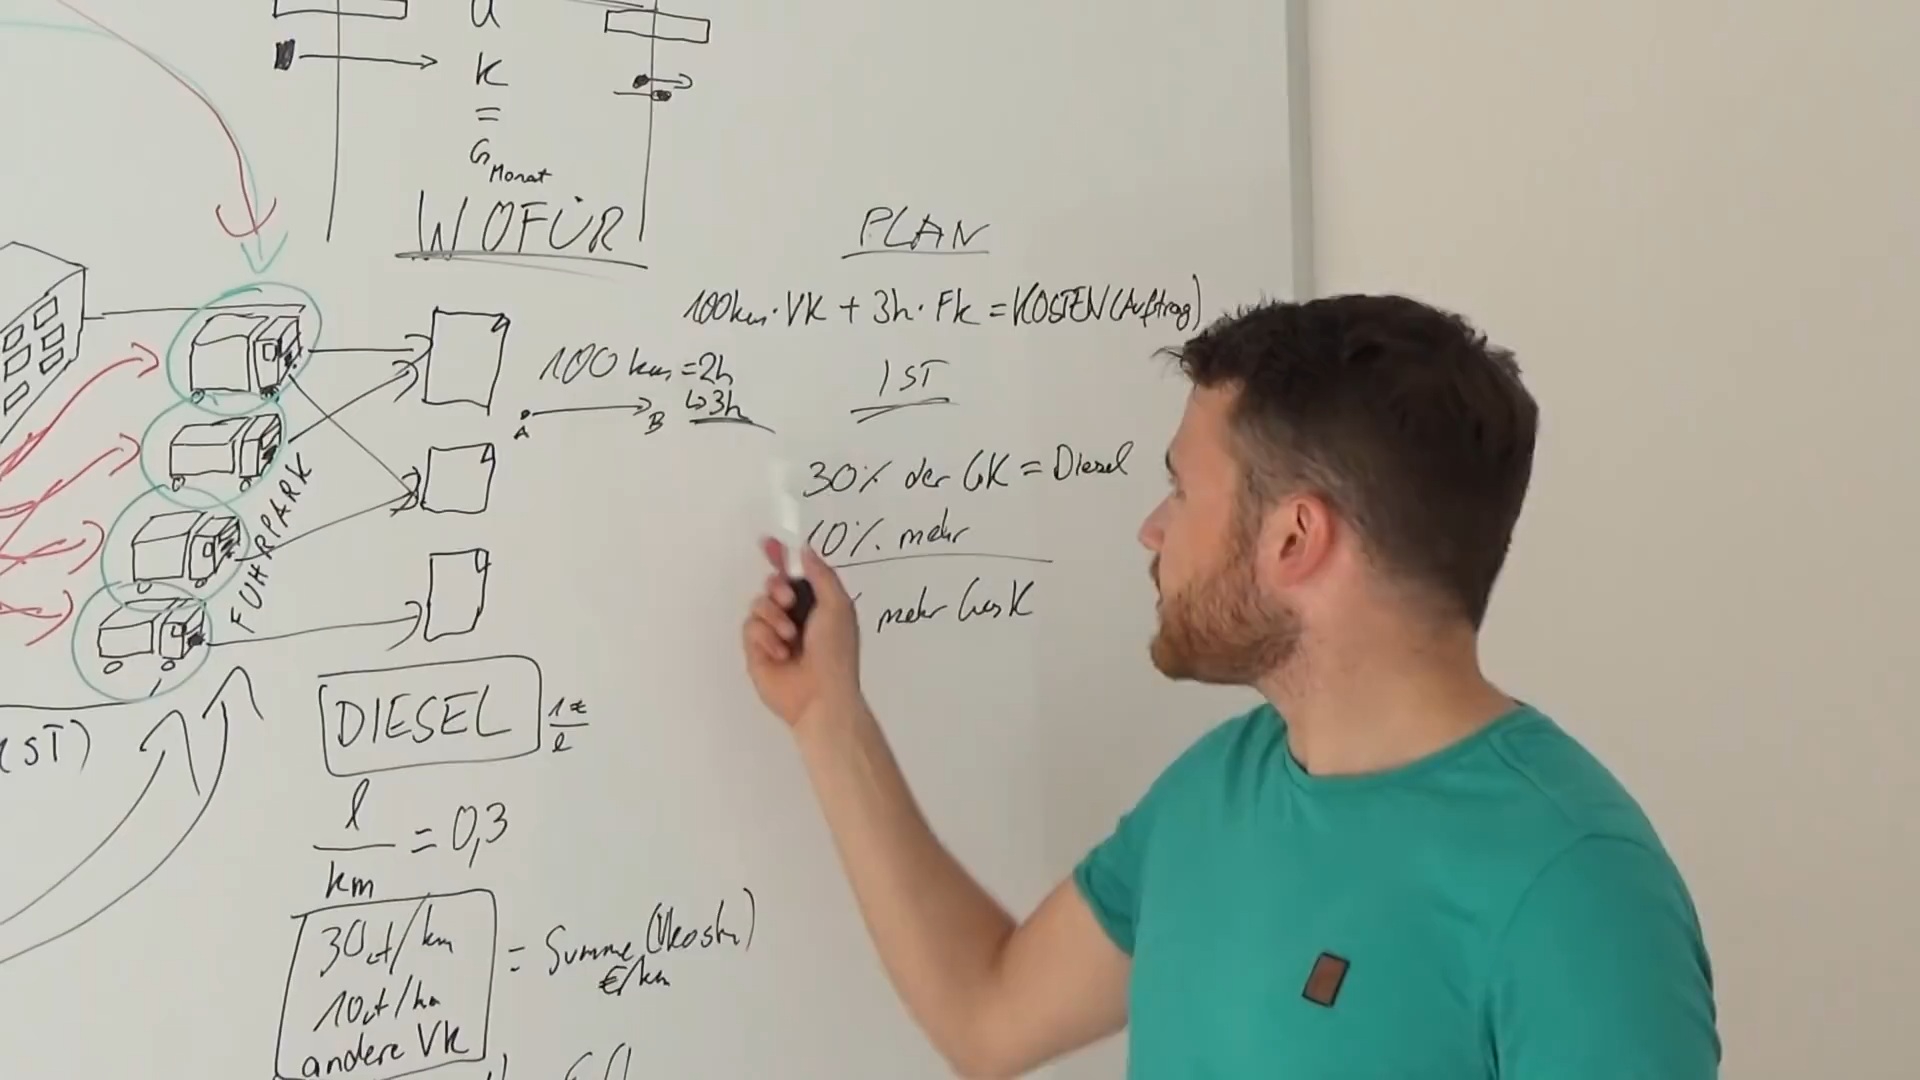 k
=
G Monat
WOFÜR
PLAN
100km·VK + 3h·Fk = KOSTEN (Auftrag)
100 km = 2h
↳3h
A
B
IST
30% der GK = Diesel
10% mehr
% mehr GesK
FUHRPARK
DIESEL
1€/l
l/km = 0,3
30ct/km
10ct/km
andere Vk
= Summe (Vkosten)
€/km